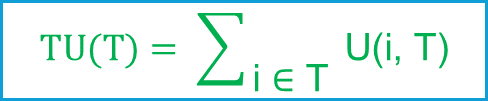 TU(T) = ∑i ∈ T U(i, T)